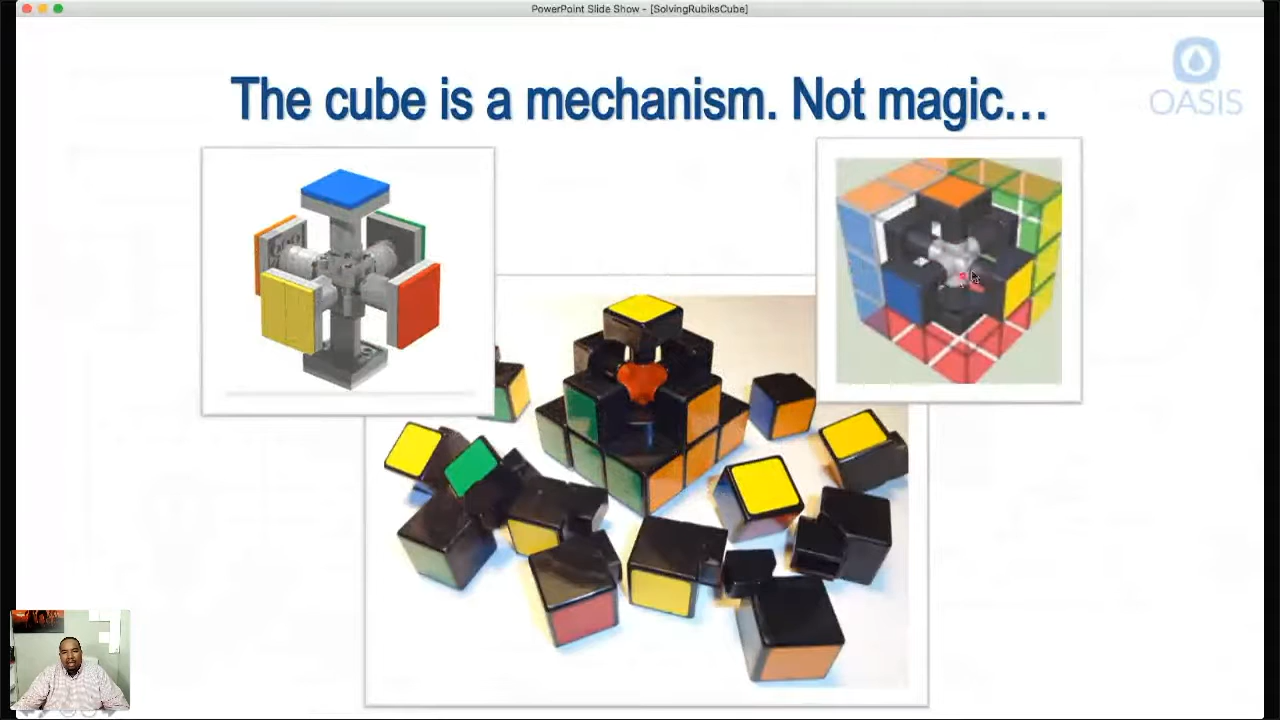 PowerPoint Slide Show - [SolvingRubiksCube]
The cube is a mechanism. Not magic…
OASIS